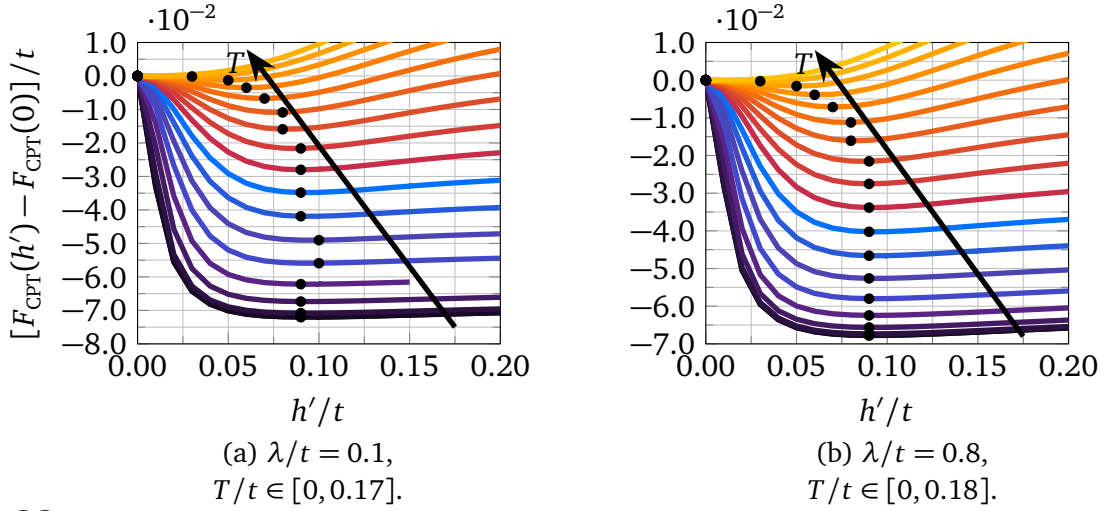 ·10⁻² ·10⁻²
1.0 1.0
T T
0.0 0.0
−1.0 −1.0
−2.0 −2.0
−3.0 −3.0
−4.0 −4.0
−5.0 −5.0
−6.0 −6.0
−7.0 −7.0
−8.0
[F_CPT(h′) − F_CPT(0)]/t
0.00 0.05 0.10 0.15 0.20 0.00 0.05 0.10 0.15 0.20
h′/t h′/t
(a) λ/t = 0.1, (b) λ/t = 0.8,
T/t ∈ [0, 0.17]. T/t ∈ [0, 0.18].